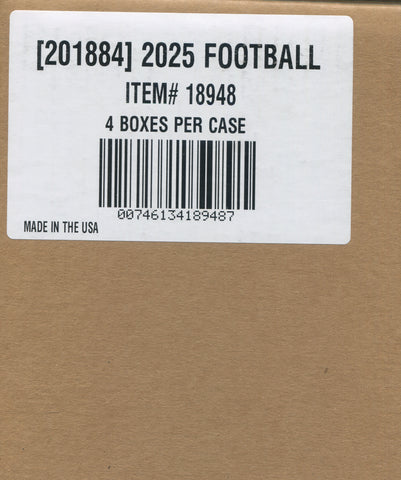 [201884] 2025 FOOTBALL
ITEM# 18948
4 BOXES PER CASE
00746134189487
MADE IN THE USA